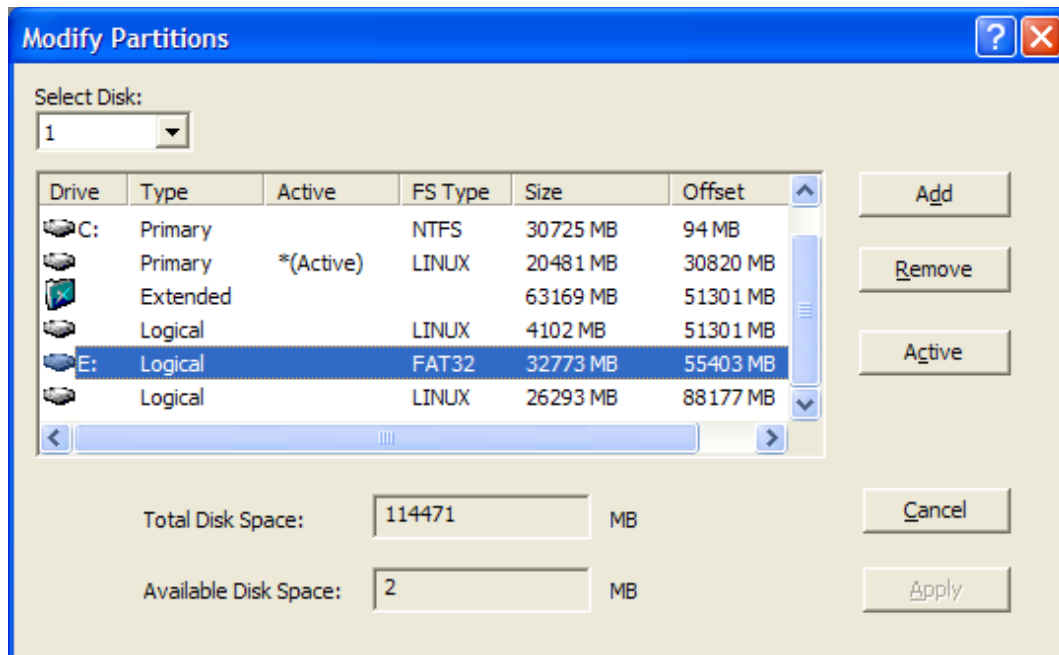 Modify Partitions
Select Disk:
1
Drive Type Active FS Type Size Offset
C: Primary NTFS 30725 MB 94 MB
Primary *(Active) LINUX 20481 MB 30820 MB
Extended 63169 MB 51301 MB
Logical LINUX 4102 MB 51301 MB
E: Logical FAT32 32773 MB 55403 MB
Logical LINUX 26293 MB 88177 MB
Add
Remove
Active
Total Disk Space: 114471 MB
Cancel
Available Disk Space: 2 MB
Apply